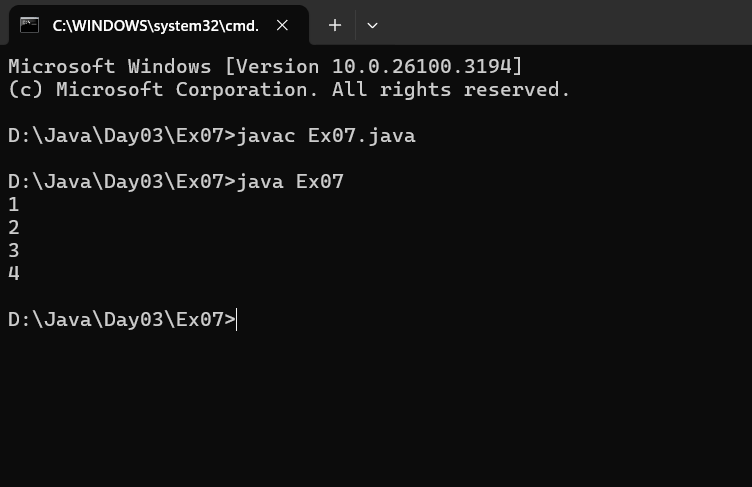 C:\WINDOWS\system32\cmd.
Microsoft Windows [Version 10.0.26100.3194]
(c) Microsoft Corporation. All rights reserved.
D:\Java\Day03\Ex07>javac Ex07.java
D:\Java\Day03\Ex07>java Ex07
1
2
3
4
D:\Java\Day03\Ex07>